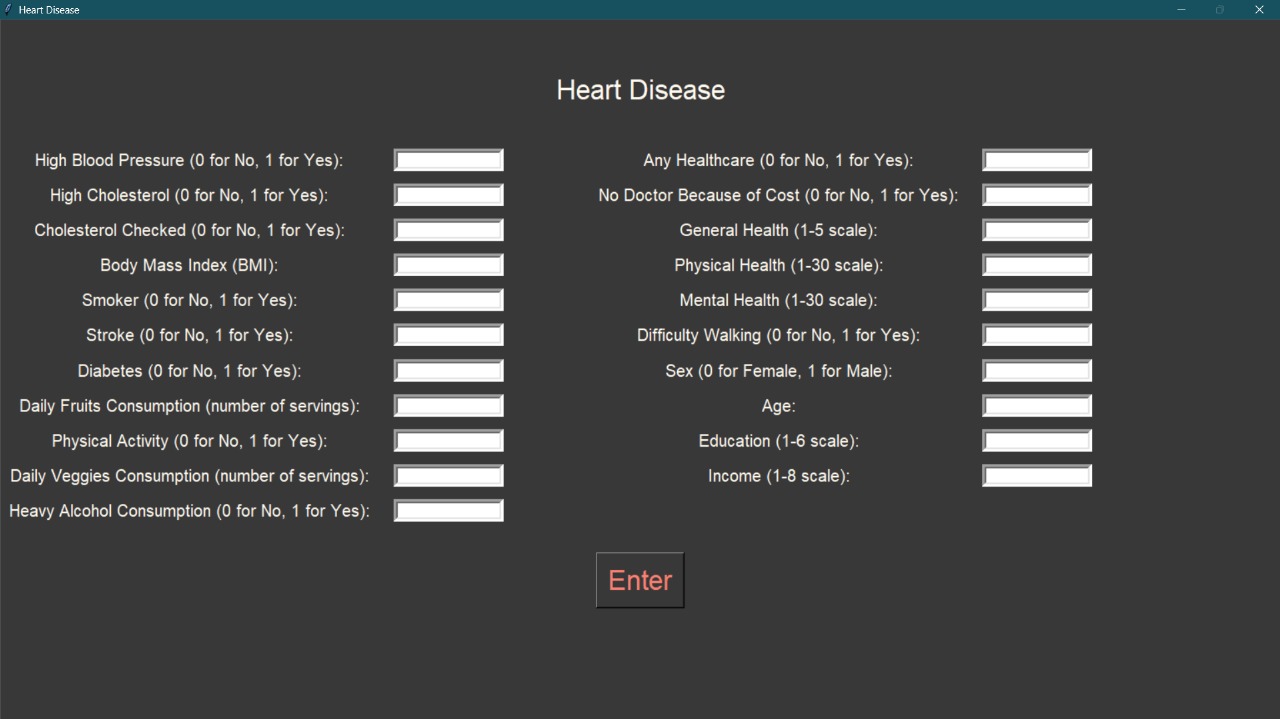 Heart Disease
Heart Disease
High Blood Pressure (0 for No, 1 for Yes):
High Cholesterol (0 for No, 1 for Yes):
Cholesterol Checked (0 for No, 1 for Yes):
Body Mass Index (BMI):
Smoker (0 for No, 1 for Yes):
Stroke (0 for No, 1 for Yes):
Diabetes (0 for No, 1 for Yes):
Daily Fruits Consumption (number of servings):
Physical Activity (0 for No, 1 for Yes):
Daily Veggies Consumption (number of servings):
Heavy Alcohol Consumption (0 for No, 1 for Yes):
Any Healthcare (0 for No, 1 for Yes):
No Doctor Because of Cost (0 for No, 1 for Yes):
General Health (1-5 scale):
Physical Health (1-30 scale):
Mental Health (1-30 scale):
Difficulty Walking (0 for No, 1 for Yes):
Sex (0 for Female, 1 for Male):
Age:
Education (1-6 scale):
Income (1-8 scale):
Enter